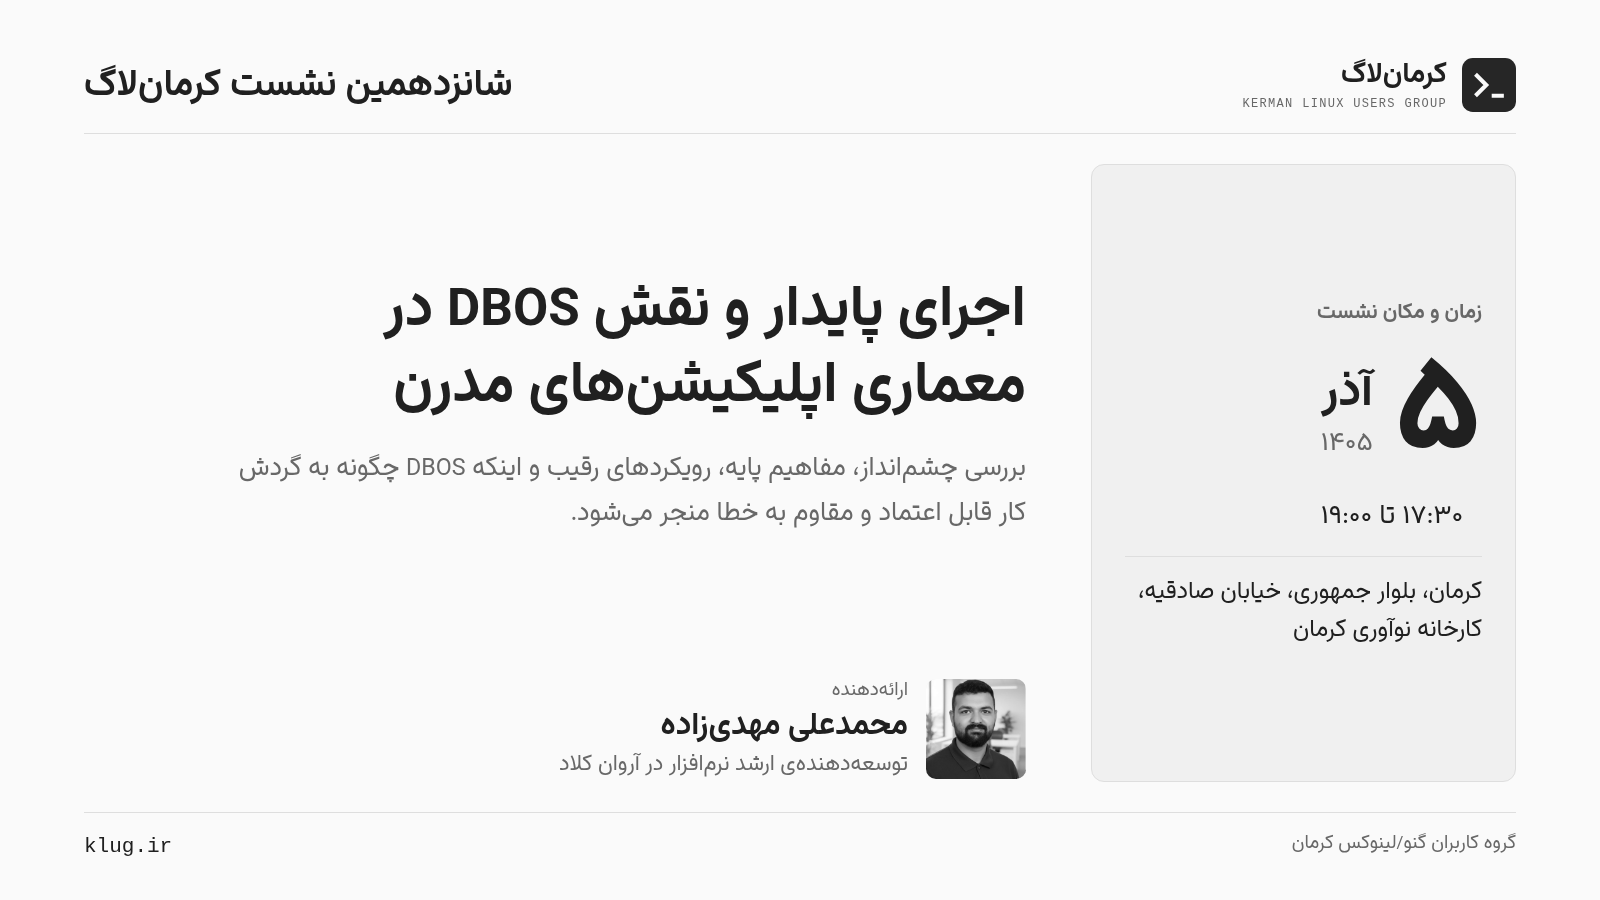 کرمان‌لاگ
KERMAN LINUX USERS GROUP
شانزدهمین نشست کرمان‌لاگ
زمان و مکان نشست
۵
آذر
۱۴۰۵
۱۷:۳۰ تا ۱۹:۰۰
کرمان، بلوار جمهوری، خیابان صادقیه،
کارخانه نوآوری کرمان
اجرای پایدار و نقش DBOS در
معماری اپلیکیشن‌های مدرن
بررسی چشم‌انداز، مفاهیم پایه، رویکردهای رقیب و اینکه DBOS چگونه به گردش
کار قابل اعتماد و مقاوم به خطا منجر می‌شود.
ارائه‌دهنده
محمدعلی مهدی‌زاده
توسعه‌دهنده‌ی ارشد نرم‌افزار در آروان کلاد
گروه کاربران گنو/لینوکس کرمان
klug.ir